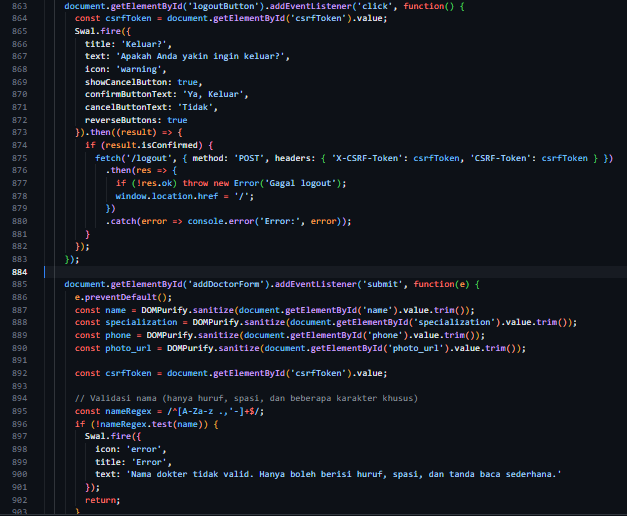 863 document.getElementById('logoutButton').addEventListener('click', function() {
864 const csrfToken = document.getElementById('csrfToken').value;
865 Swal.fire({
866 title: 'Keluar?',
867 text: 'Apakah Anda yakin ingin keluar?',
868 icon: 'warning',
869 showCancelButton: true,
870 confirmButtonText: 'Ya, Keluar',
871 cancelButtonText: 'Tidak',
872 reverseButtons: true
873 }).then((result) => {
874 if (result.isConfirmed) {
875 fetch('/logout', { method: 'POST', headers: { 'X-CSRF-Token': csrfToken, 'CSRF-Token': csrfToken } })
876 .then(res => {
877 if (!res.ok) throw new Error('Gagal logout');
878 window.location.href = '/';
879 })
880 .catch(error => console.error('Error:', error));
881 }
882 });
883 });
884
885 document.getElementById('addDoctorForm').addEventListener('submit', function(e) {
886 e.preventDefault();
887 const name = DOMPurify.sanitize(document.getElementById('name').value.trim());
888 const specialization = DOMPurify.sanitize(document.getElementById('specialization').value.trim());
889 const phone = DOMPurify.sanitize(document.getElementById('phone').value.trim());
890 const photo_url = DOMPurify.sanitize(document.getElementById('photo_url').value.trim());
891
892 const csrfToken = document.getElementById('csrfToken').value;
893
894 // Validasi nama (hanya huruf, spasi, dan beberapa karakter khusus)
895 const nameRegex = /^[A-Za-z .,'-]+$/;
896 if (!nameRegex.test(name)) {
897 Swal.fire({
898 icon: 'error',
899 title: 'Error',
900 text: 'Nama dokter tidak valid. Hanya boleh berisi huruf, spasi, dan tanda baca sederhana.'
901 });
902 return;
903 }